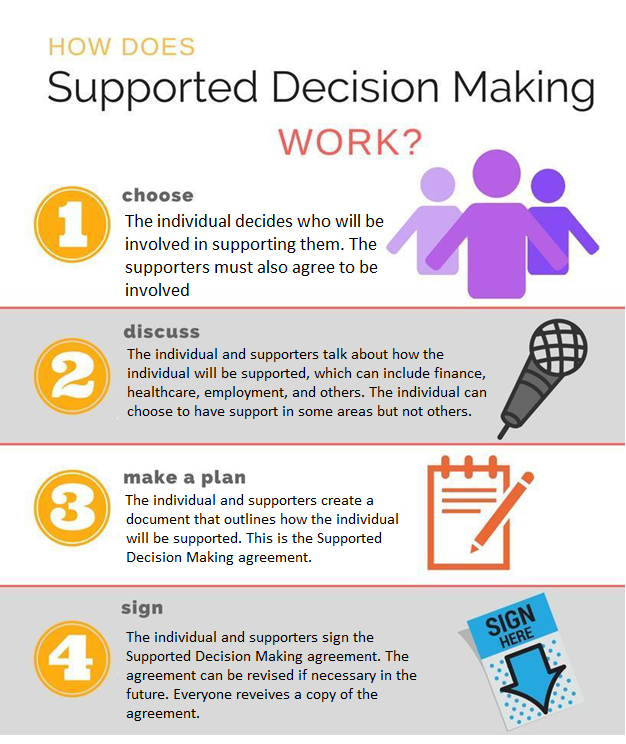 HOW DOES
Supported Decision Making
WORK?
1
choose
The individual decides who will be
involved in supporting them. The
supporters must also agree to be
involved
2
discuss
The individual and supporters talk about how the
individual will be supported, which can include finance,
healthcare, employment, and others. The individual can
choose to have support in some areas but not others.
3
make a plan
The individual and supporters create a
document that outlines how the individual
will be supported. This is the Supported
Decision Making agreement.
4
sign
The individual and supporters sign the
Supported Decision Making agreement. The
agreement can be revised if necessary in the
future. Everyone reveives a copy of the
agreement.
SIGN
HERE